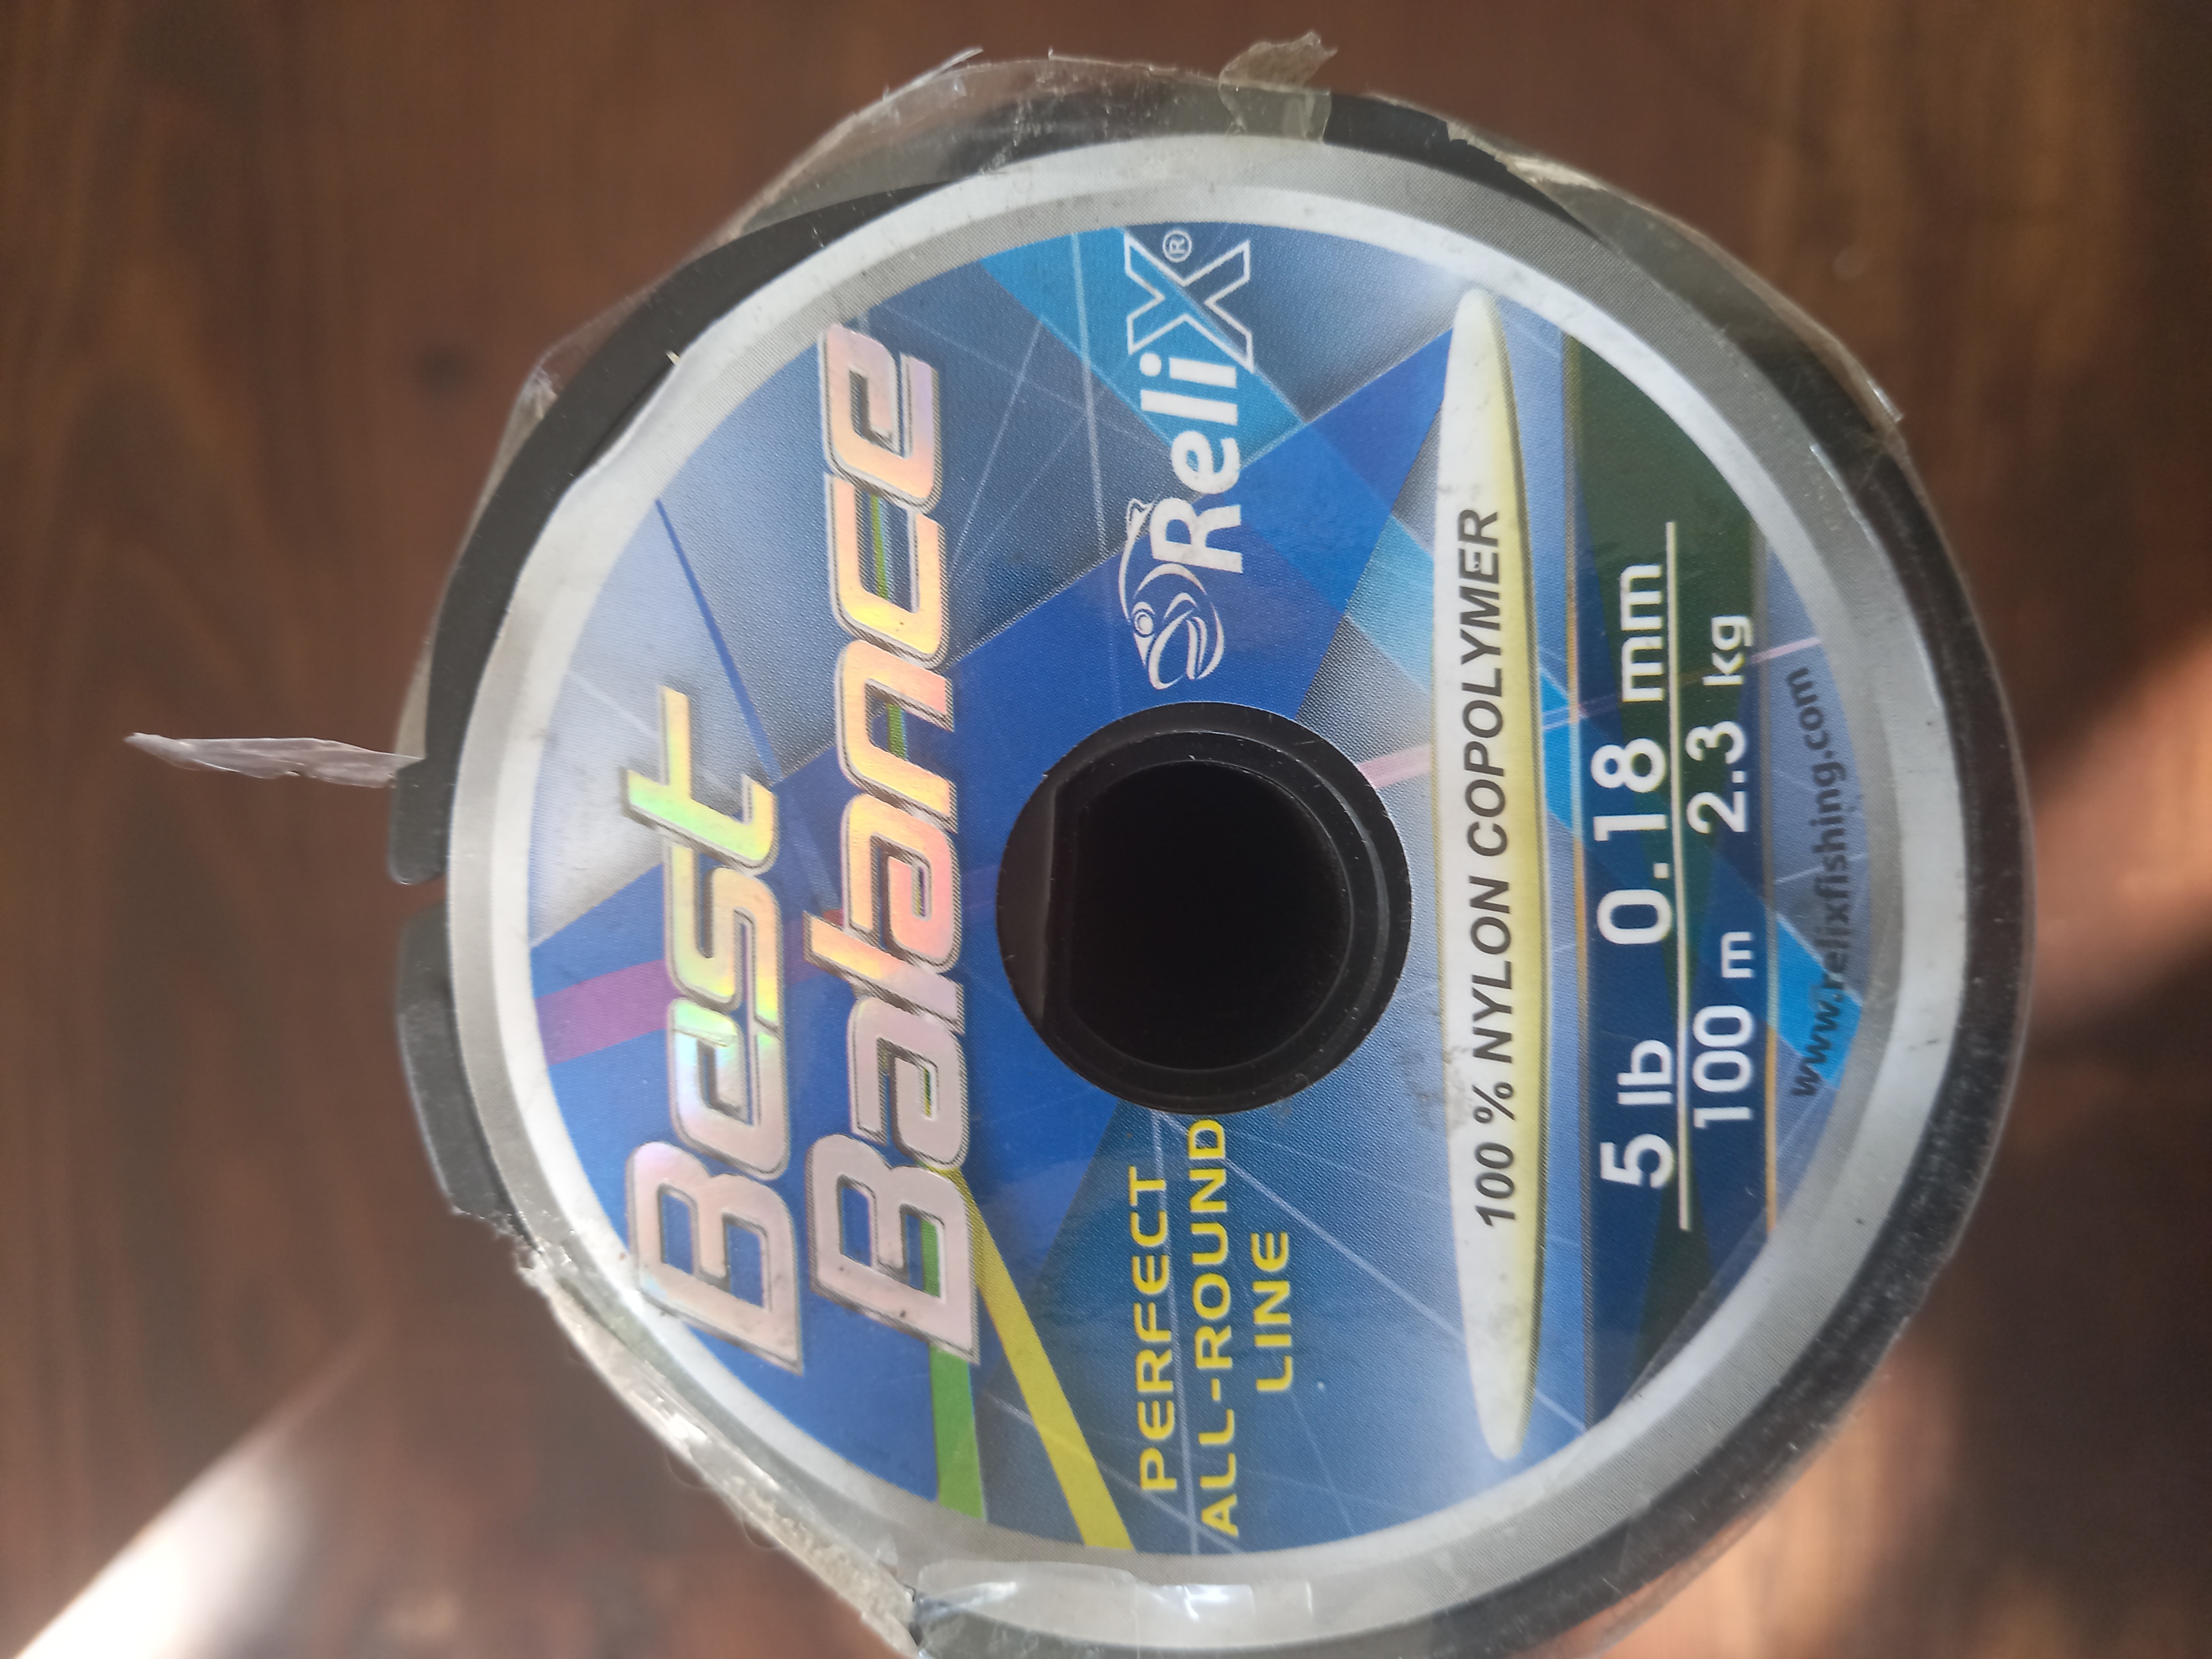 Best
Balance
PERFECT
ALL-ROUND
LINE
ReliX®
100 % NYLON COPOLYMER
5 lb 0.18 mm
100 m 2.3 kg
www.relixfishing.com